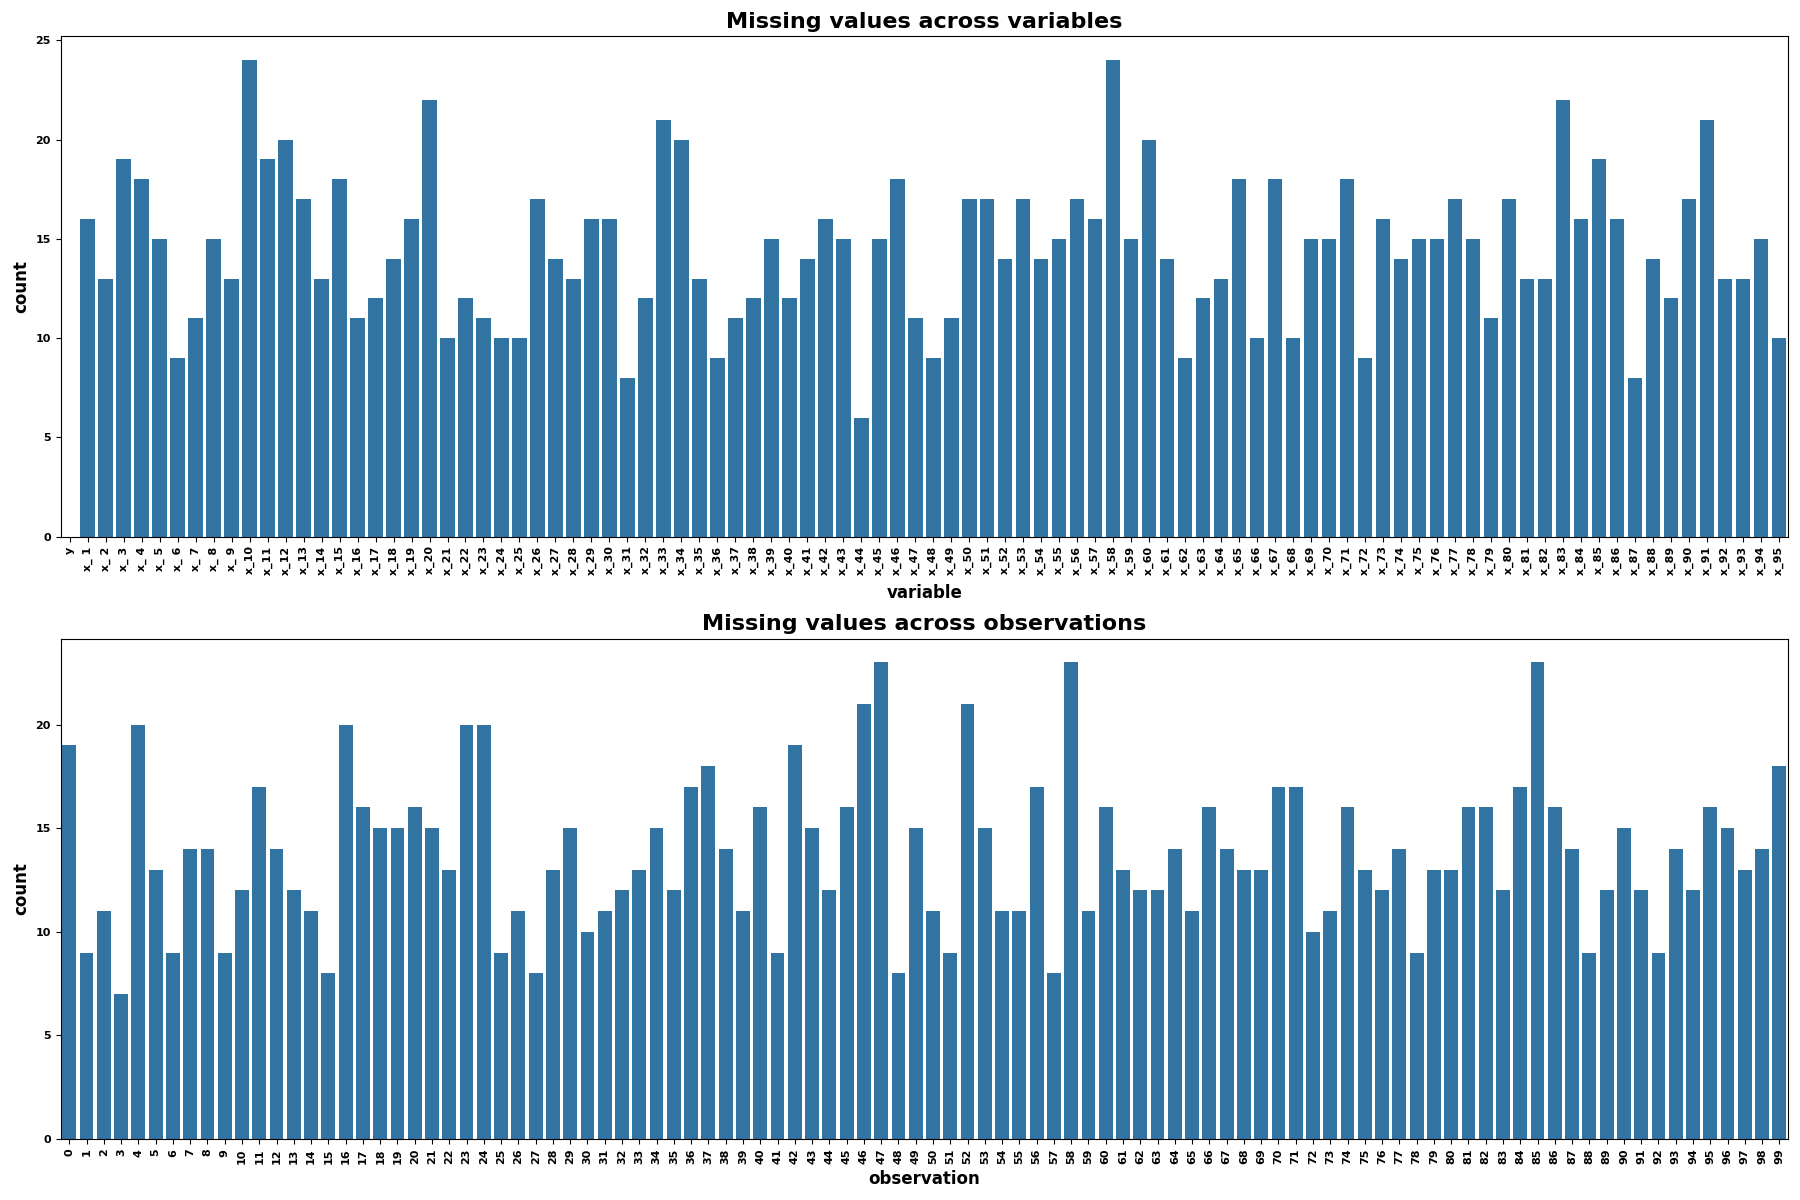 Missing values across variables
25
20
15
10
5
0
count
y x_1 x_2 x_3 x_4 x_5 x_6 x_7 x_8 x_9 x_10 x_11 x_12 x_13 x_14 x_15 x_16 x_17 x_18 x_19 x_20 x_21 x_22 x_23 x_24 x_25 x_26 x_27 x_28 x_29 x_30 x_31 x_32 x_33 x_34 x_35 x_36 x_37 x_38 x_39 x_40 x_41 x_42 x_43 x_44 x_45 x_46 x_47 x_48 x_49 x_50 x_51 x_52 x_53 x_54 x_55 x_56 x_57 x_58 x_59 x_60 x_61 x_62 x_63 x_64 x_65 x_66 x_67 x_68 x_69 x_70 x_71 x_72 x_73 x_74 x_75 x_76 x_77 x_78 x_79 x_80 x_81 x_82 x_83 x_84 x_85 x_86 x_87 x_88 x_89 x_90 x_91 x_92 x_93 x_94 x_95
variable
Missing values across observations
20
15
10
5
0
count
0 1 2 3 4 5 6 7 8 9 10 11 12 13 14 15 16 17 18 19 20 21 22 23 24 25 26 27 28 29 30 31 32 33 34 35 36 37 38 39 40 41 42 43 44 45 46 47 48 49 50 51 52 53 54 55 56 57 58 59 60 61 62 63 64 65 66 67 68 69 70 71 72 73 74 75 76 77 78 79 80 81 82 83 84 85 86 87 88 89 90 91 92 93 94 95 96 97 98 99
observation